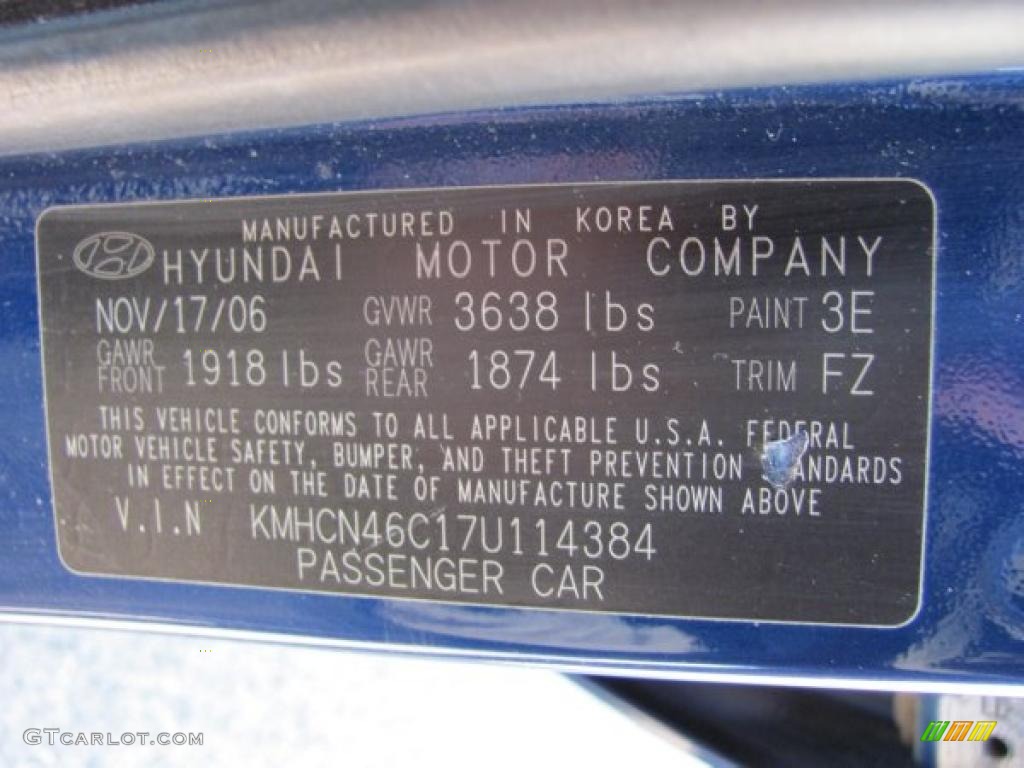 MANUFACTURED IN KOREA BY
HYUNDAI MOTOR COMPANY
NOV/17/06 GVWR 3638 lbs PAINT 3E
GAWR FRONT 1918 lbs GAWR REAR 1874 lbs TRIM FZ
THIS VEHICLE CONFORMS TO ALL APPLICABLE U.S.A. FEDERAL
MOTOR VEHICLE SAFETY, BUMPER, AND THEFT PREVENTION STANDARDS
IN EFFECT ON THE DATE OF MANUFACTURE SHOWN ABOVE
V.I.N KMHCN46C17U114384
PASSENGER CAR
GTCARLOT.COM